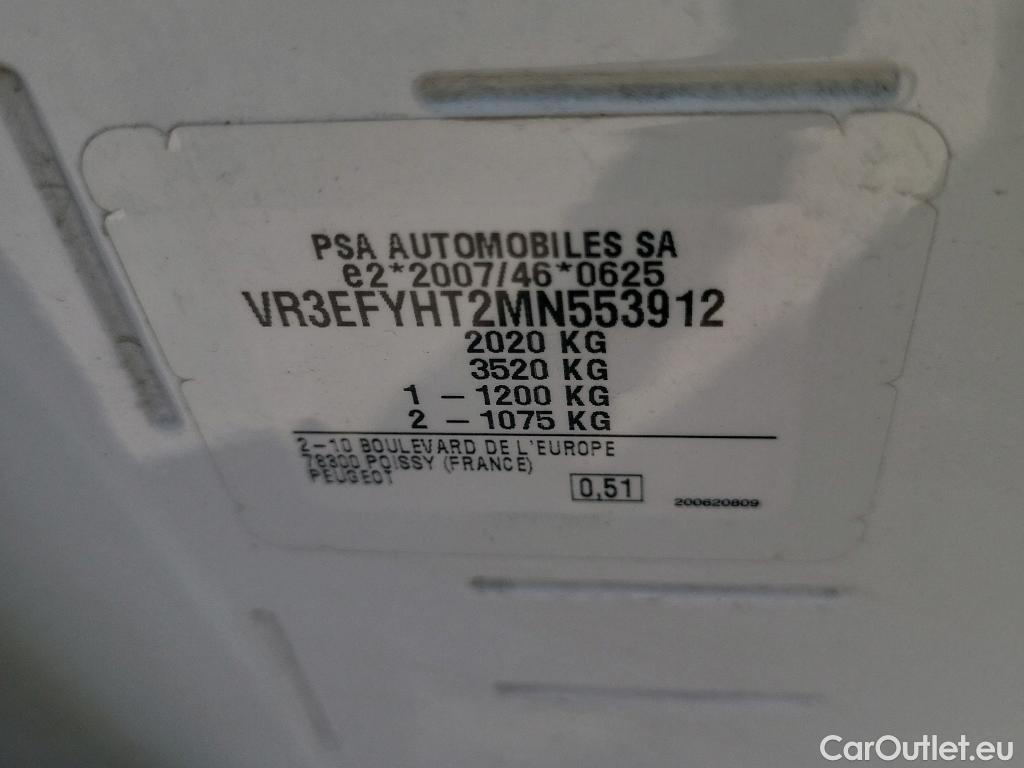 PSA AUTOMOBILES SA
e2*2007/46*0625
VR3EFYHT2MN553912
2020 KG
3520 KG
1 – 1200 KG
2 – 1075 KG
2–10 BOULEVARD DE L'EUROPE
78300 POISSY (FRANCE)
PEUGEOT
0,51
200620809
CarOutlet.eu